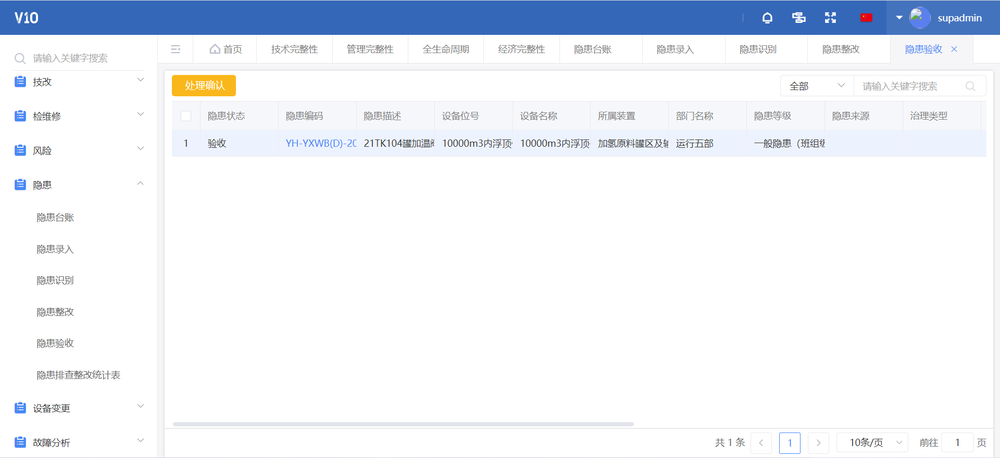 V10
supadmin
请输入关键字搜索
技改
检维修
风险
隐患
隐患台账
隐患录入
隐患识别
隐患整改
隐患验收
隐患排查整改统计表
设备变更
故障分析
首页
技术完整性
管理完整性
全生命周期
经济完整性
隐患台账
隐患录入
隐患识别
隐患整改
隐患验收
处理确认
全部
请输入关键字搜索
隐患状态 隐患编码 隐患描述 设备位号 设备名称 所属装置 部门名称 隐患等级 隐患来源 治理类型
1 验收 YH-YXWB(D)-20 21TK104罐加温阀 10000m3内浮顶 10000m3内浮顶 加氢原料罐区及输 运行五部 一般隐患（班组级
共 1 条 1 10条/页 前往 1 页